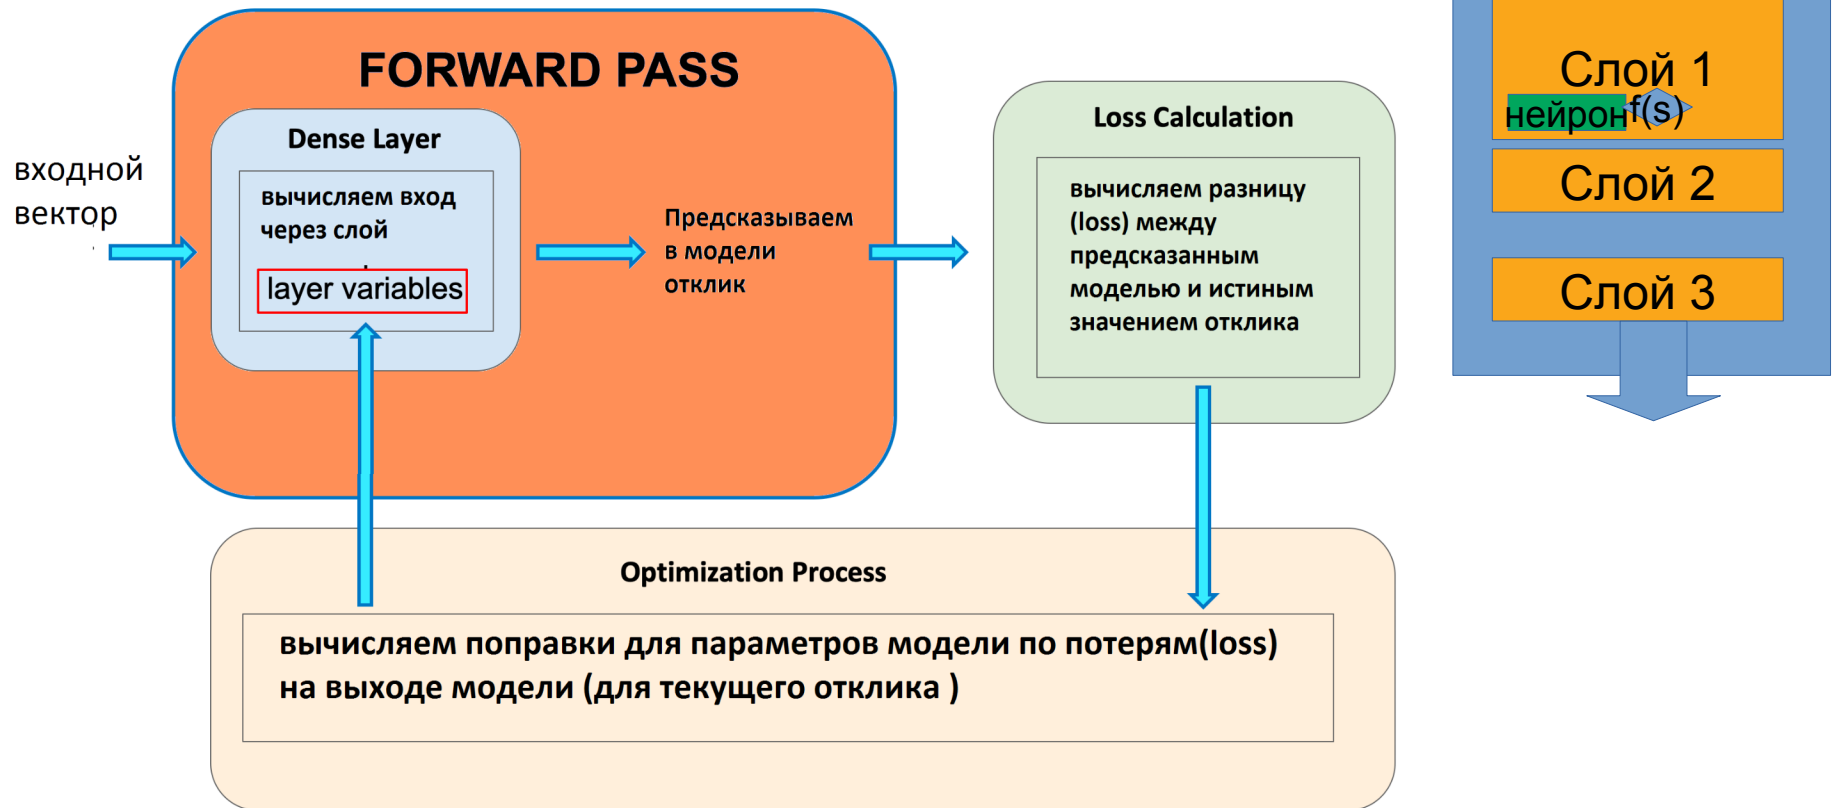 FORWARD PASS
Dense Layer
входной
вектор
вычисляем вход
через слой
layer variables
Предсказываем
в модели
отклик
Loss Calculation
вычисляем разницу
(loss) между
предсказанным
моделью и истиным
значением отклика
Optimization Process
вычисляем поправки для параметров модели по потерям(loss)
на выходе модели (для текущего отклика )
Слой 1
нейрон f(s)
Слой 2
Слой 3